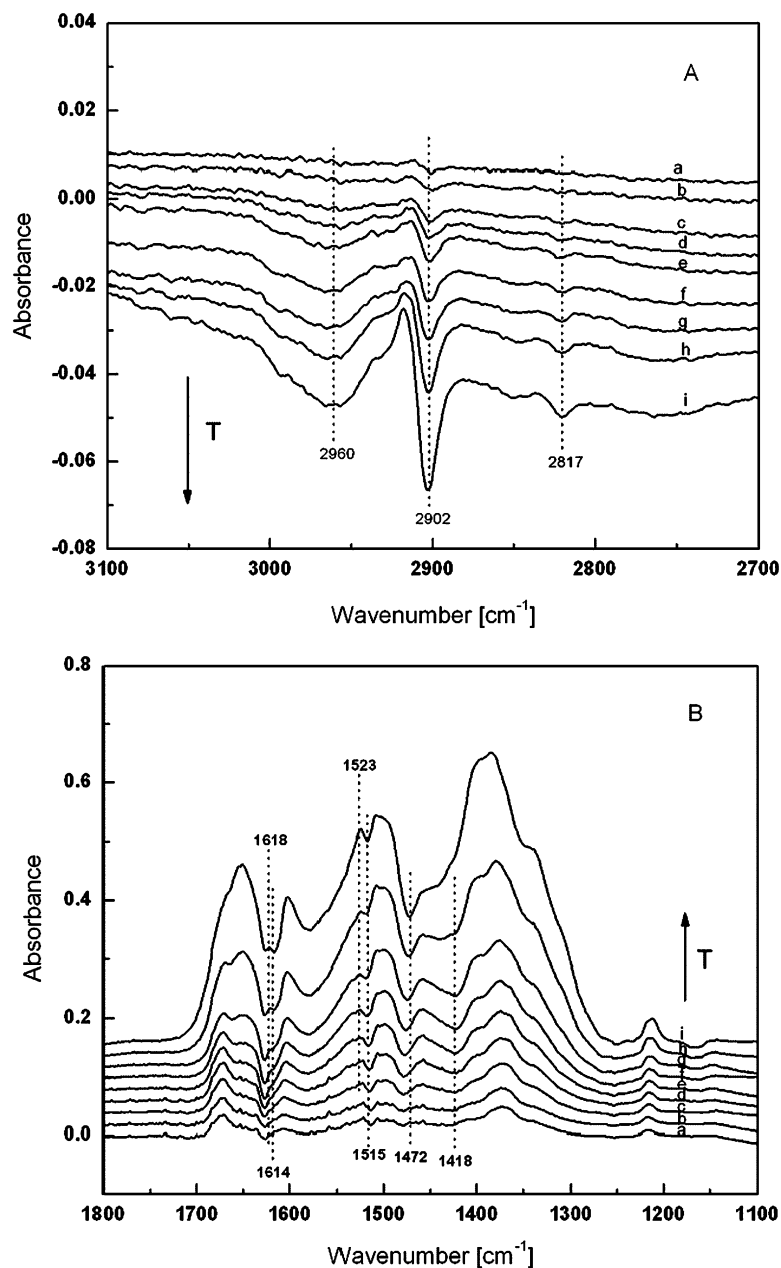 0.04
0.02
0.00
-0.02
-0.04
-0.06
-0.08
Absorbance
A
a
b
c
d
e
f
g
h
i
T
2960
2902
2817
3100 3000 2900 2800 2700
Wavenumber [cm-1]
0.8
0.6
0.4
0.2
0.0
Absorbance
B
1523
1618
T
i
h
g
f
e
d
c
b
a
1614
1515 1472 1418
1800 1700 1600 1500 1400 1300 1200 1100
Wavenumber [cm-1]